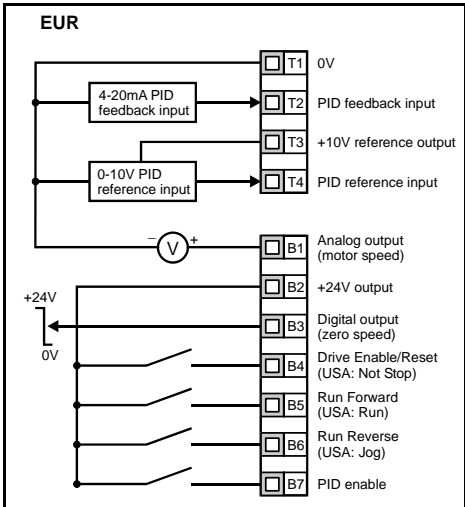 EUR
T1 0V
4-20mA PID
feedback input
T2 PID feedback input
T3 +10V reference output
0-10V PID
reference input
T4 PID reference input
− V +
B1 Analog output
(motor speed)
B2 +24V output
+24V
0V
B3 Digital output
(zero speed)
B4 Drive Enable/Reset
(USA: Not Stop)
B5 Run Forward
(USA: Run)
B6 Run Reverse
(USA: Jog)
B7 PID enable